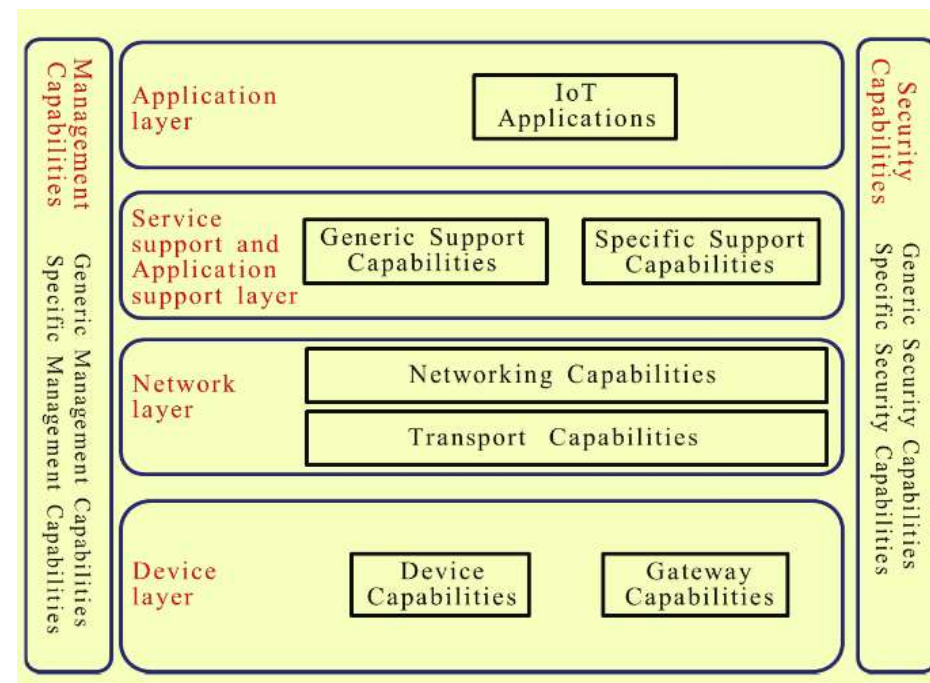 Management
Capabilities
Generic Management Capabilities
Specific Management Capabilities
Application
layer
IoT
Applications
Service
support and
Application
support layer
Generic Support
Capabilities
Specific Support
Capabilities
Network
layer
Networking Capabilities
Transport Capabilities
Device
layer
Device
Capabilities
Gateway
Capabilities
Security
Capabilities
Generic Security Capabilities
Specific Security Capabilities